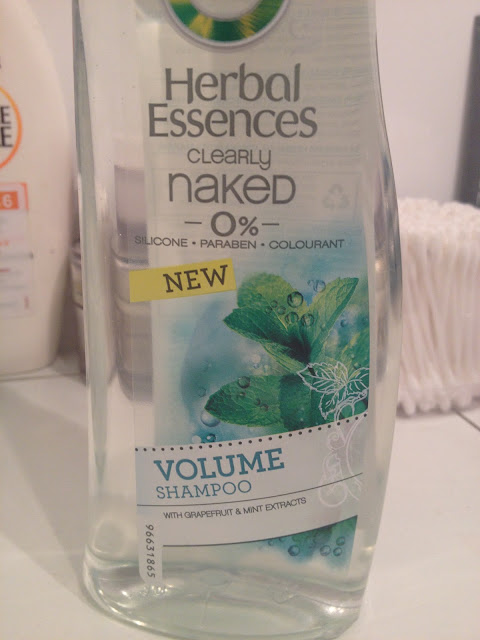 Herbal
Essences
CLEARLY
naked
0%
SILICONE • PARABEN • COLOURANT
NEW
VOLUME
SHAMPOO
WITH GRAPEFRUIT & MINT EXTRACTS
96631865